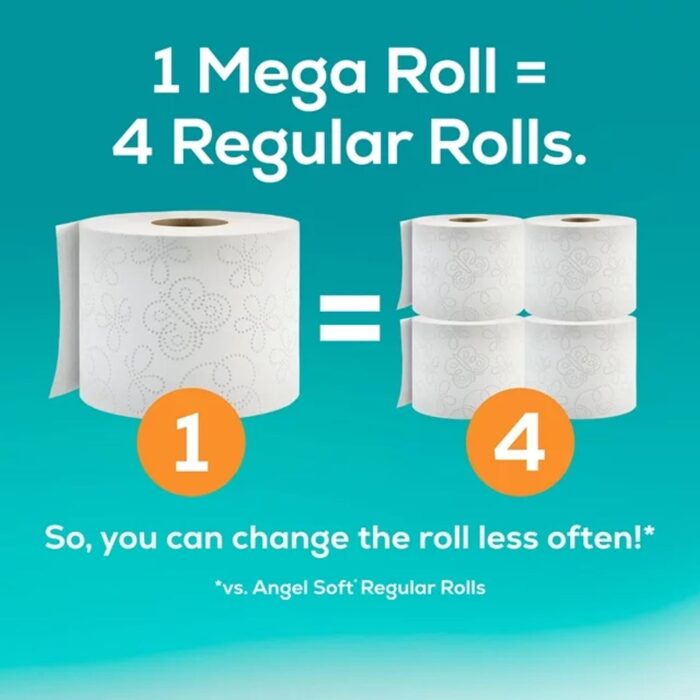 1 Mega Roll =
4 Regular Rolls.
=
1
4
So, you can change the roll less often!*
*vs. Angel Soft® Regular Rolls